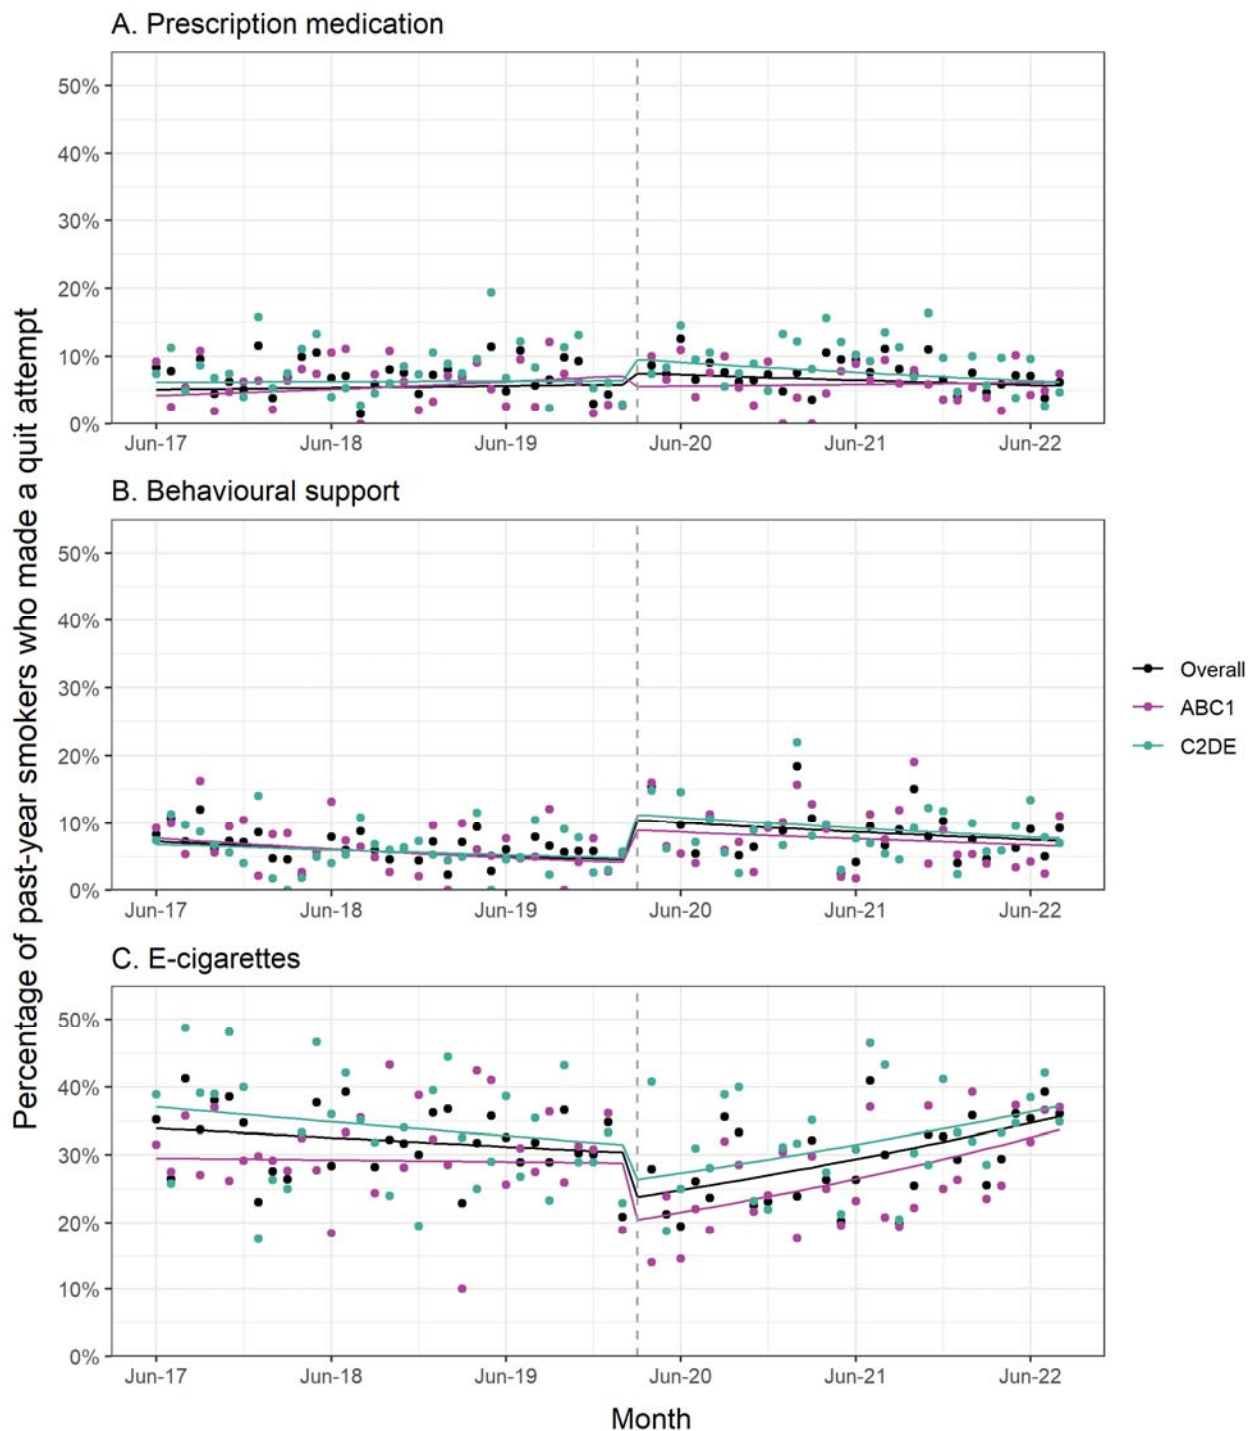 A. Prescription medication
50%
40%
30%
20%
10%
0%
Jun-17 Jun-18 Jun-19 Jun-20 Jun-21 Jun-22
B. Behavioural support
50%
40%
30%
20%
10%
0%
Jun-17 Jun-18 Jun-19 Jun-20 Jun-21 Jun-22
C. E-cigarettes
50%
40%
30%
20%
10%
0%
Jun-17 Jun-18 Jun-19 Jun-20 Jun-21 Jun-22
Month
Percentage of past-year smokers who made a quit attempt
Overall
ABC1
C2DE